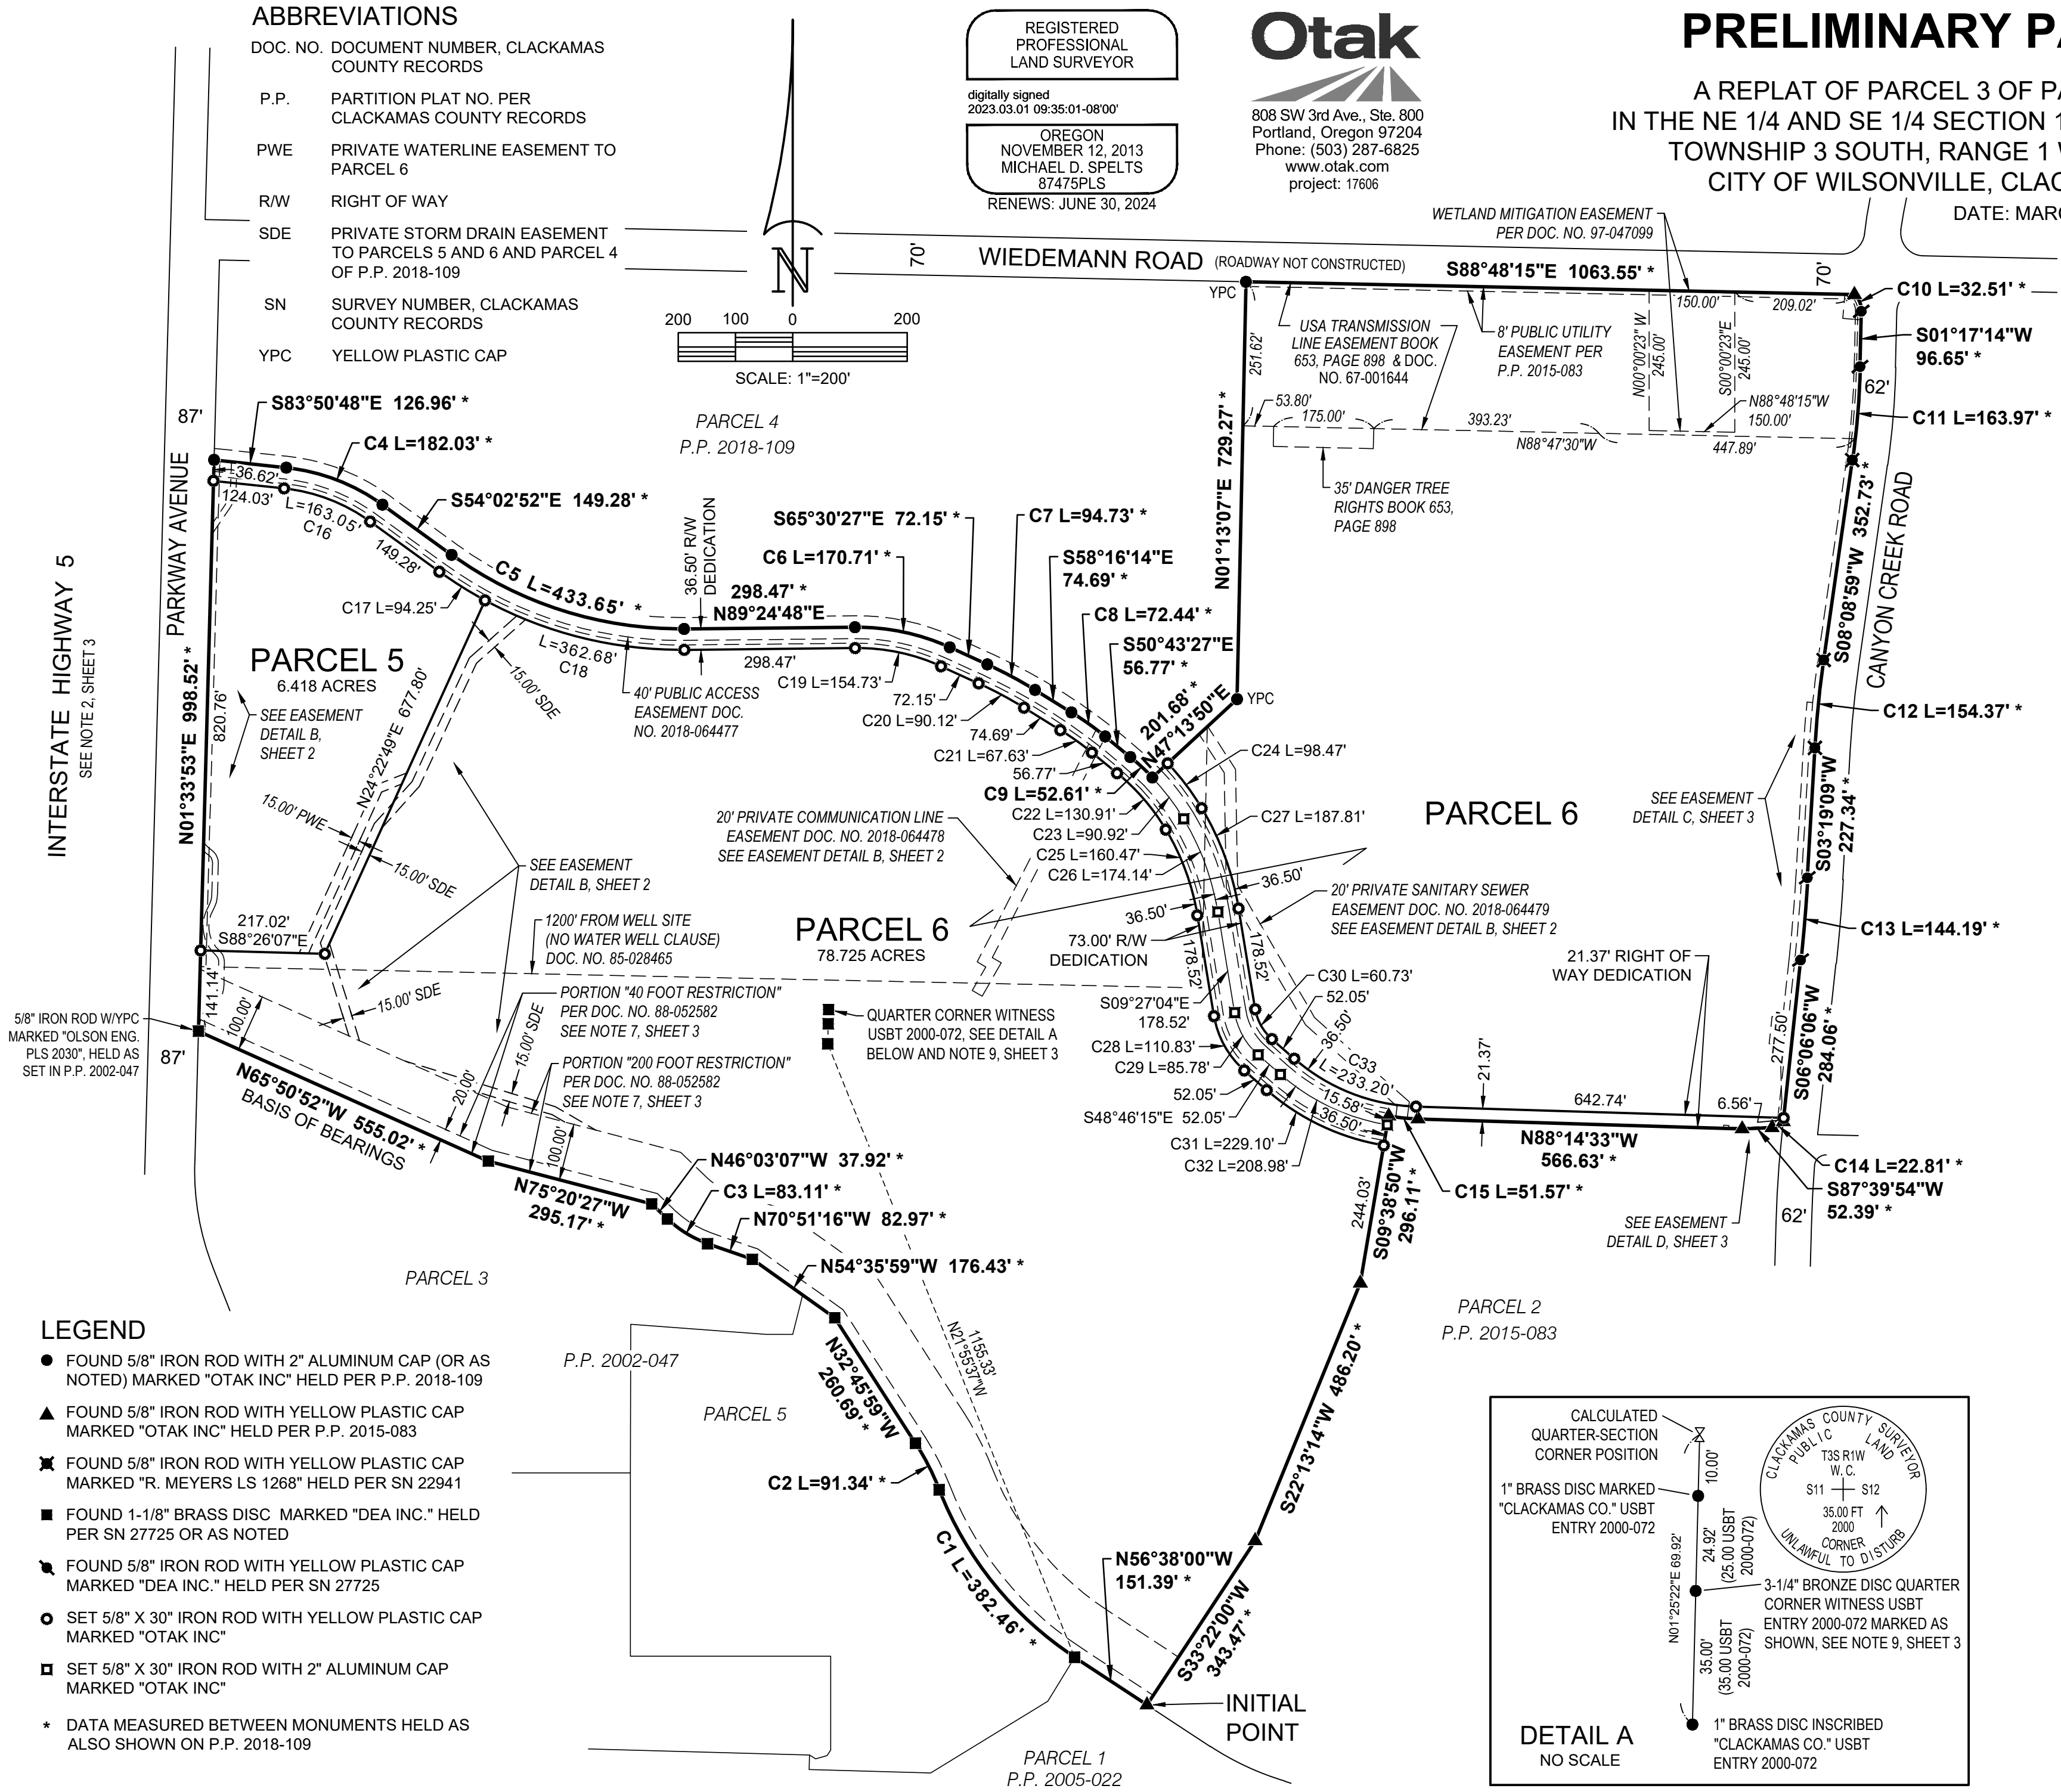 ABBREVIATIONS
DOC. NO. DOCUMENT NUMBER, CLACKAMAS
COUNTY RECORDS
P.P. PARTITION PLAT NO. PER
CLACKAMAS COUNTY RECORDS
PWE PRIVATE WATERLINE EASEMENT TO
PARCEL 6
R/W RIGHT OF WAY
SDE PRIVATE STORM DRAIN EASEMENT
TO PARCELS 5 AND 6 AND PARCEL 4
OF P.P. 2018-109
SN SURVEY NUMBER, CLACKAMAS
COUNTY RECORDS
YPC YELLOW PLASTIC CAP
N
200 100 0 200
SCALE: 1"=200'
REGISTERED
PROFESSIONAL
LAND SURVEYOR
digitally signed
2023.03.01 09:35:01-08'00'
OREGON
NOVEMBER 12, 2013
MICHAEL D. SPELTS
87475PLS
RENEWS: JUNE 30, 2024
Otak
808 SW 3rd Ave., Ste. 800
Portland, Oregon 97204
Phone: (503) 287-6825
www.otak.com
project: 17606
PRELIMINARY PA
A REPLAT OF PARCEL 3 OF PA
IN THE NE 1/4 AND SE 1/4 SECTION 1
TOWNSHIP 3 SOUTH, RANGE 1 W
CITY OF WILSONVILLE, CLAC
DATE: MARC
WETLAND MITIGATION EASEMENT
PER DOC. NO. 97-047099
70'
WIEDEMANN ROAD (ROADWAY NOT CONSTRUCTED)
S88°48'15"E 1063.55' *
70'
YPC
150.00'
209.02'
C10 L=32.51' *
S01°17'14"W
96.65' *
62'
C11 L=163.97' *
USA TRANSMISSION
LINE EASEMENT BOOK
653, PAGE 898 & DOC.
NO. 67-001644
8' PUBLIC UTILITY
EASEMENT PER
P.P. 2015-083
N00°00'23" W
245.00'
S00°00'23"E
245.00'
N88°48'15"W
150.00'
251.62'
53.80'
175.00'
393.23'
N88°47'30"W
447.89'
35' DANGER TREE
RIGHTS BOOK 653,
PAGE 898
N01°13'07"E 729.27' *
S08°08'59"W 352.73' *
CANYON CREEK ROAD
C12 L=154.37' *
S03°19'09"W
227.34' *
SEE EASEMENT
DETAIL C, SHEET 3
C13 L=144.19' *
S06°06'06"W
284.06' *
277.50'
PARCEL 4
P.P. 2018-109
87'
S83°50'48"E 126.96' *
C4 L=182.03' *
S54°02'52"E 149.28' *
36.62'
124.03'
L=163.05'
C16
149.28'
C17 L=94.25'
C5 L=433.65' *
L=362.68'
C18
36.50' R/W
DEDICATION
298.47' *
N89°24'48"E
298.47'
C6 L=170.71' *
S65°30'27"E 72.15' *
C7 L=94.73' *
S58°16'14"E
74.69' *
C8 L=72.44' *
S50°43'27"E
56.77' *
201.68' *
N47°13'50"E
YPC
C19 L=154.73'
72.15'
C20 L=90.12'
74.69'
C21 L=67.63'
56.77'
C9 L=52.61' *
C22 L=130.91'
C23 L=90.92'
C24 L=98.47'
C25 L=160.47'
C26 L=174.14'
C27 L=187.81'
40' PUBLIC ACCESS
EASEMENT DOC.
NO. 2018-064477
INTERSTATE HIGHWAY 5
SEE NOTE 2, SHEET 3
PARKWAY AVENUE
N01°33'53"E 998.52' *
820.76'
PARCEL 5
6.418 ACRES
SEE EASEMENT
DETAIL B,
SHEET 2
N24°22'49"E 677.80'
15.00' SDE
15.00' PWE
15.00' SDE
SEE EASEMENT
DETAIL B, SHEET 2
217.02'
S88°26'07"E
141.14'
100.00'
15.00' SDE
20' PRIVATE COMMUNICATION LINE
EASEMENT DOC. NO. 2018-064478
SEE EASEMENT DETAIL B, SHEET 2
1200' FROM WELL SITE
(NO WATER WELL CLAUSE)
DOC. NO. 85-028465
PARCEL 6
78.725 ACRES
PARCEL 6
36.50'
20' PRIVATE SANITARY SEWER
EASEMENT DOC. NO. 2018-064479
SEE EASEMENT DETAIL B, SHEET 2
36.50'
73.00' R/W
DEDICATION
178.52'
178.52'
S09°27'04"E
178.52'
C28 L=110.83'
C29 L=85.78'
52.05'
S48°46'15"E 52.05'
C31 L=229.10'
C32 L=208.98'
C30 L=60.73'
52.05'
36.50'
C33
L=233.20'
15.58'
36.50'
21.37' RIGHT OF
WAY DEDICATION
21.37'
642.74'
6.56'
N88°14'33"W
566.63' *
C15 L=51.57' *
C14 L=22.81' *
S87°39'54"W
52.39' *
62'
SEE EASEMENT
DETAIL D, SHEET 3
244.03'
S09°38'50"W
296.11' *
PARCEL 2
P.P. 2015-083
S22°13'14"W 486.20' *
S33°22'00"W
343.47' *
INITIAL
POINT
N56°38'00"W
151.39' *
5/8" IRON ROD W/YPC
MARKED "OLSON ENG.
PLS 2030", HELD AS
SET IN P.P. 2002-047
87'
PORTION "40 FOOT RESTRICTION"
PER DOC. NO. 88-052582
SEE NOTE 7, SHEET 3
15.00' SDE
20.00'
PORTION "200 FOOT RESTRICTION"
PER DOC. NO. 88-052582
SEE NOTE 7, SHEET 3
100.00'
QUARTER CORNER WITNESS
USBT 2000-072, SEE DETAIL A
BELOW AND NOTE 9, SHEET 3
N65°50'52"W 555.02' *
BASIS OF BEARINGS
N75°20'27"W
295.17' *
N46°03'07"W 37.92' *
C3 L=83.11' *
N70°51'16"W 82.97' *
N54°35'59"W 176.43' *
N32°45'59"W
260.69' *
C2 L=91.34' *
C1 L=382.46' *
1155.33'
N21°55'37"W
PARCEL 3
P.P. 2002-047
PARCEL 5
PARCEL 1
P.P. 2005-022
LEGEND
FOUND 5/8" IRON ROD WITH 2" ALUMINUM CAP (OR AS
NOTED) MARKED "OTAK INC" HELD PER P.P. 2018-109
FOUND 5/8" IRON ROD WITH YELLOW PLASTIC CAP
MARKED "OTAK INC" HELD PER P.P. 2015-083
FOUND 5/8" IRON ROD WITH YELLOW PLASTIC CAP
MARKED "R. MEYERS LS 1268" HELD PER SN 22941
FOUND 1-1/8" BRASS DISC MARKED "DEA INC." HELD
PER SN 27725 OR AS NOTED
FOUND 5/8" IRON ROD WITH YELLOW PLASTIC CAP
MARKED "DEA INC." HELD PER SN 27725
SET 5/8" X 30" IRON ROD WITH YELLOW PLASTIC CAP
MARKED "OTAK INC"
SET 5/8" X 30" IRON ROD WITH 2" ALUMINUM CAP
MARKED "OTAK INC"
* DATA MEASURED BETWEEN MONUMENTS HELD AS
ALSO SHOWN ON P.P. 2018-109
CALCULATED
QUARTER-SECTION
CORNER POSITION
10.00'
1" BRASS DISC MARKED
"CLACKAMAS CO." USBT
ENTRY 2000-072
N01°25'22"E 69.92'
24.92'
(25.00 USBT
2000-072)
35.00'
(35.00 USBT
2000-072)
CLACKAMAS COUNTY SURVEYOR
PUBLIC LAND
T3S R1W
W. C.
S11 S12
35.00 FT
2000
CORNER
UNLAWFUL TO DISTURB
3-1/4" BRONZE DISC QUARTER
CORNER WITNESS USBT
ENTRY 2000-072 MARKED AS
SHOWN, SEE NOTE 9, SHEET 3
1" BRASS DISC INSCRIBED
"CLACKAMAS CO." USBT
ENTRY 2000-072
DETAIL A
NO SCALE